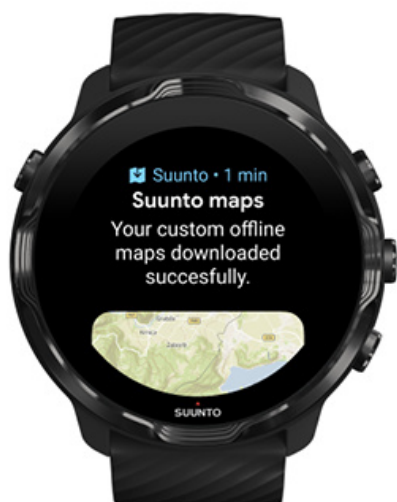 Suunto • 1 min
Suunto maps
Your custom offline
maps downloaded
succesfully.
SUUNTO